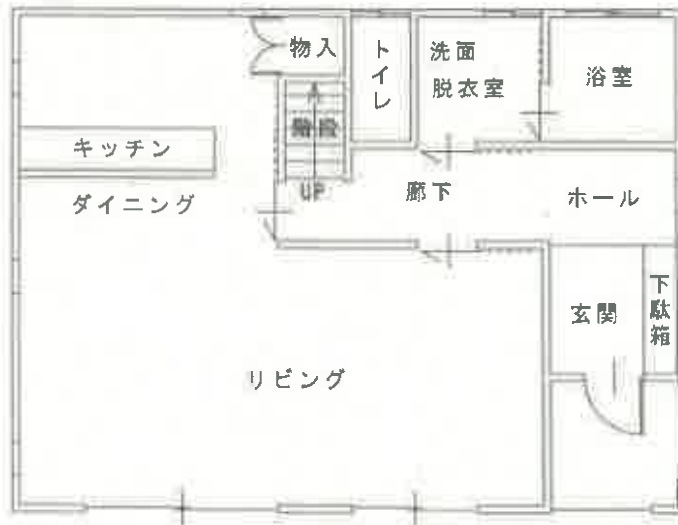 物入
トイレ
洗面
脱衣室
浴室
階段
キッチン
UP
ダイニング
廊下
ホール
玄関
下駄箱
リビング